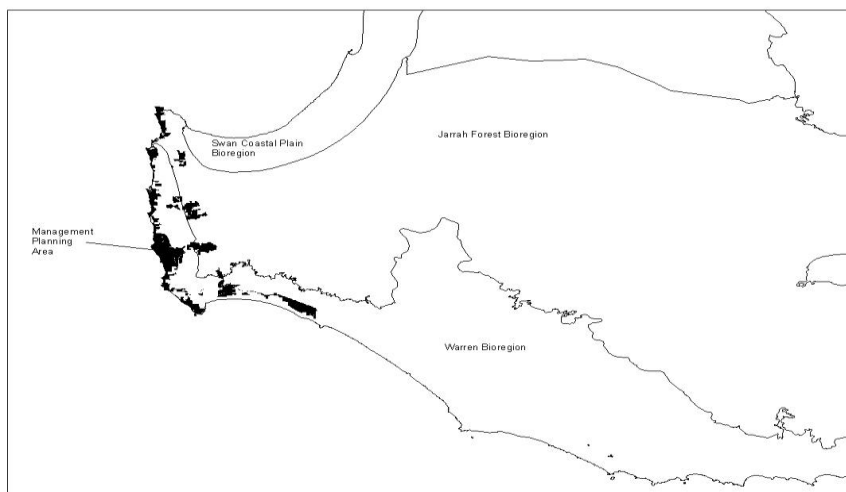 Swan Coastal Plain
Bioregion
Jarrah Forest Bioregion
Management
Planning
Area
Warren Bioregion